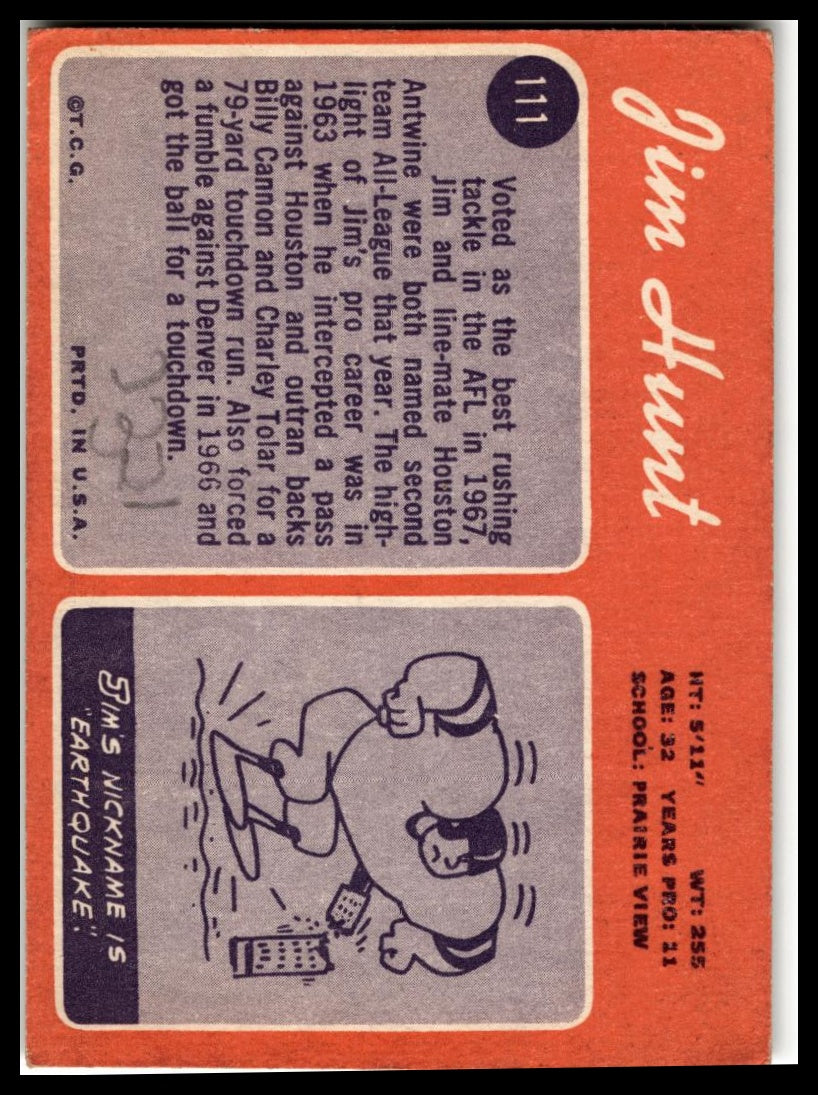 Jim Hunt
HT: 5'11" WT: 255
AGE: 32 YEARS PRO: 11
SCHOOL: PRAIRIE VIEW
111
Voted as the best rushing
tackle in the AFL in 1967,
Jim and line-mate Houston
Antwine were both named second
team All-League that year. The high-
light of Jim's pro career was in
1963 when he intercepted a pass
against Houston and outran backs
Billy Cannon and Charley Tolar for a
79-yard touchdown run. Also forced
a fumble against Denver in 1966 and
got the ball for a touchdown.
©T.C.G. PRTD. IN U.S.A.
JIM'S NICKNAME IS
"EARTHQUAKE."